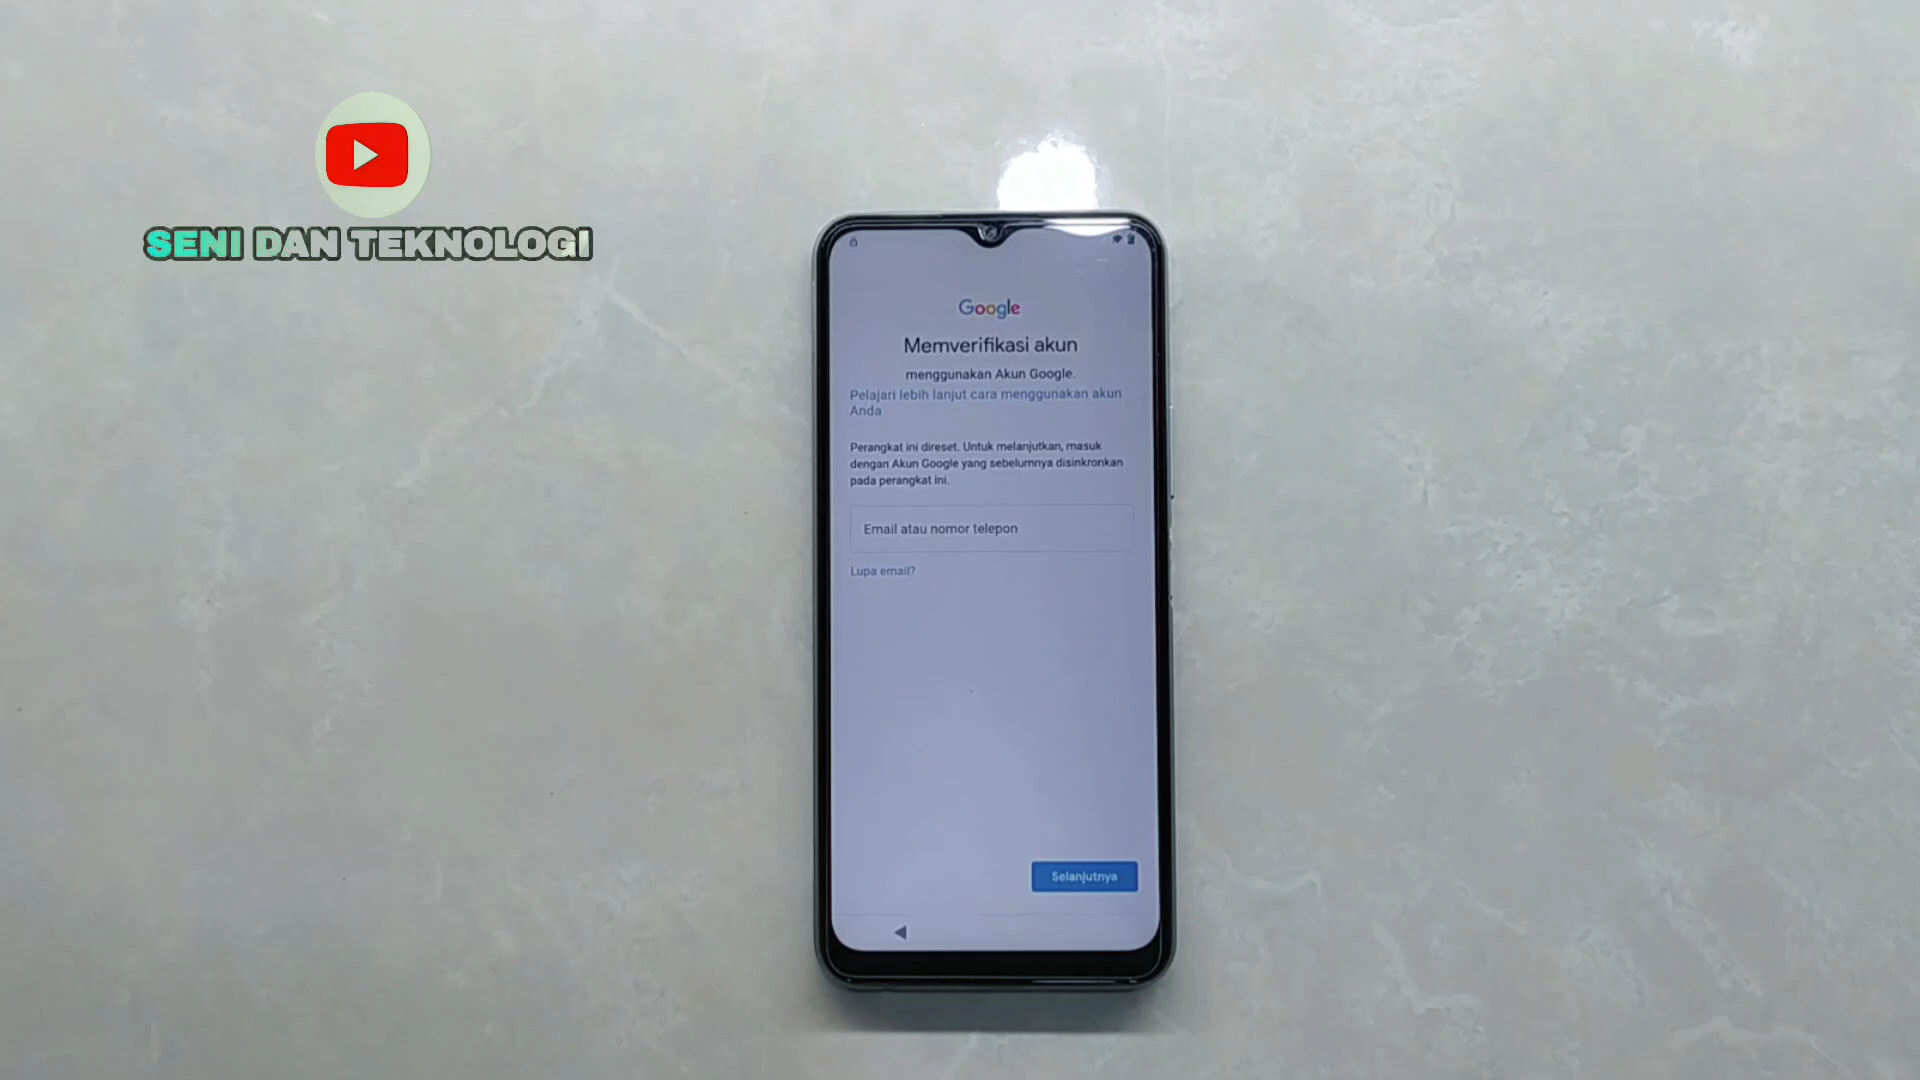 SENI DAN TEKNOLOGI
Google
Memverifikasi akun
menggunakan Akun Google.
Pelajari lebih lanjut cara menggunakan akun
Anda
Perangkat ini direset. Untuk melanjutkan, masuk
dengan Akun Google yang sebelumnya disinkronkan
pada perangkat ini.
Email atau nomor telepon
Lupa email?
Selanjutnya